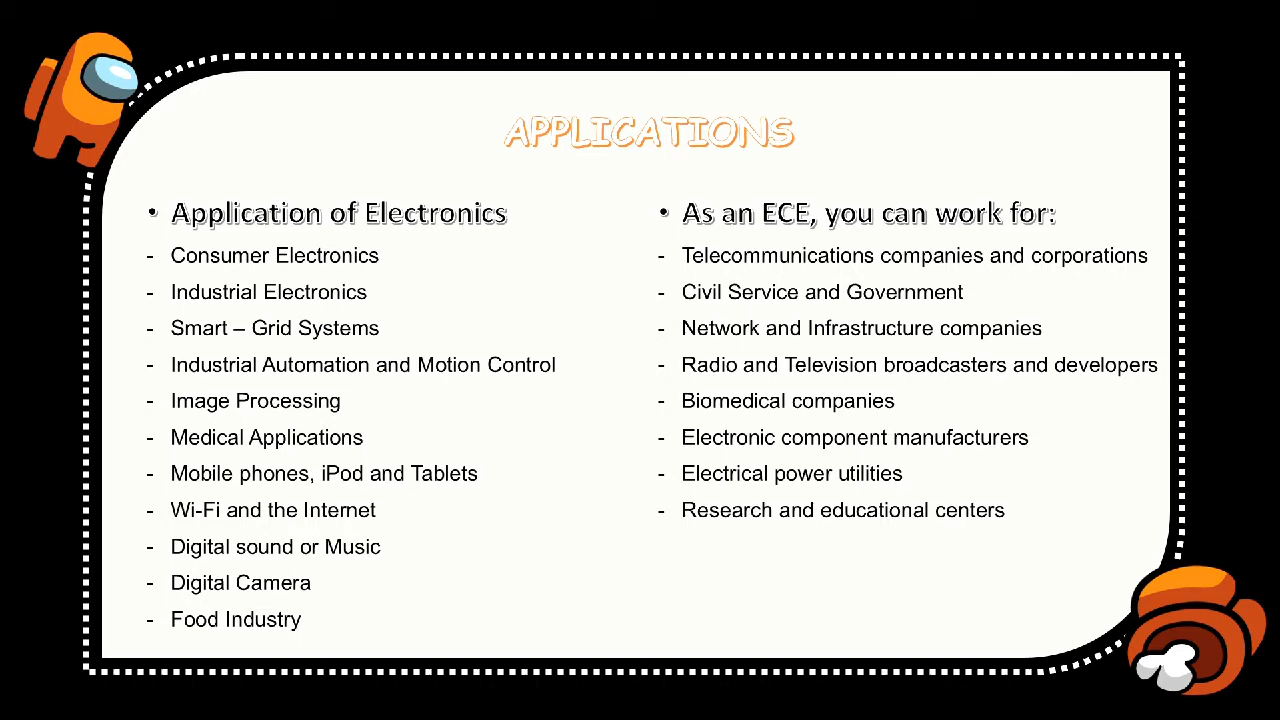 APPLICATIONS
• Application of Electronics
- Consumer Electronics
- Industrial Electronics
- Smart – Grid Systems
- Industrial Automation and Motion Control
- Image Processing
- Medical Applications
- Mobile phones, iPod and Tablets
- Wi-Fi and the Internet
- Digital sound or Music
- Digital Camera
- Food Industry
• As an ECE, you can work for:
- Telecommunications companies and corporations
- Civil Service and Government
- Network and Infrastructure companies
- Radio and Television broadcasters and developers
- Biomedical companies
- Electronic component manufacturers
- Electrical power utilities
- Research and educational centers